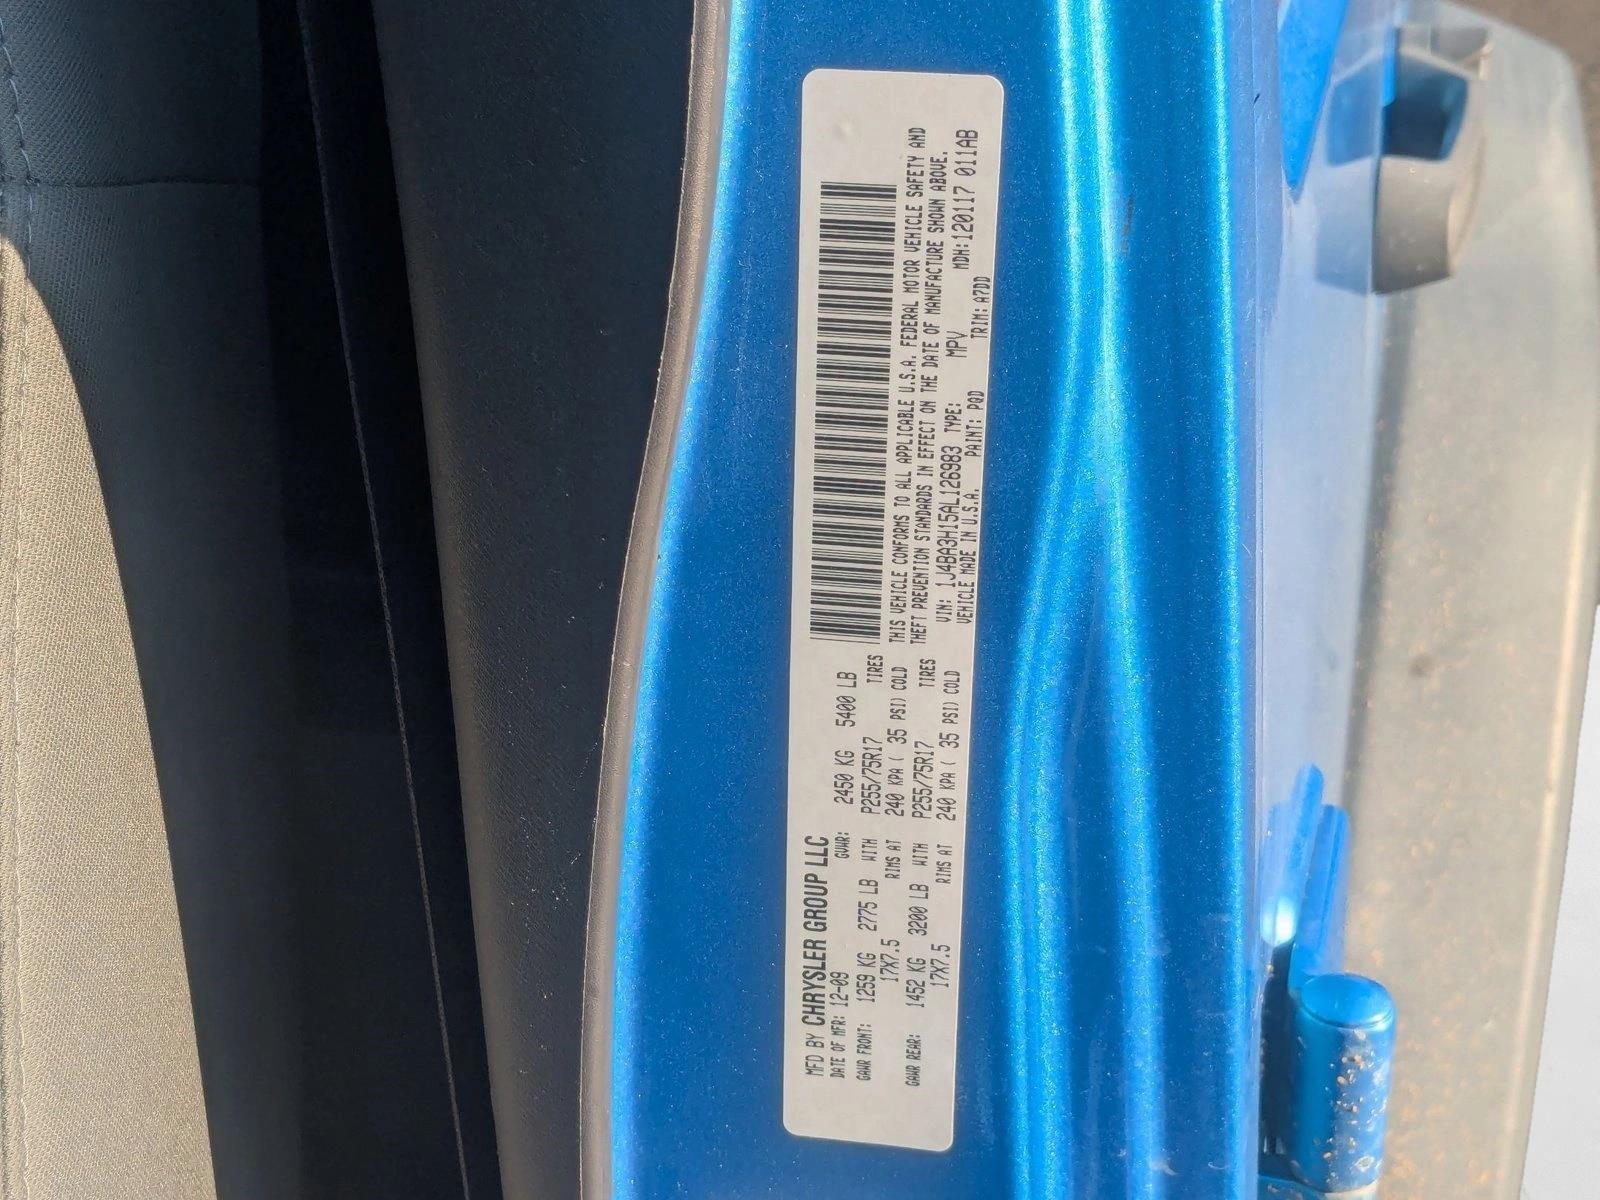 MFD BY CHRYSLER GROUP LLC
DATE OF MFR: 12-09 GVWR: 2450 KG 5400 LB
GAWR FRONT: 1259 KG 2775 LB WITH P255/75R17 TIRES
17X7.5 RIMS AT 240 KPA ( 35 PSI) COLD
GAWR REAR: 1452 KG 3200 LB WITH P255/75R17 TIRES
17X7.5 RIMS AT 240 KPA ( 35 PSI) COLD
THIS VEHICLE CONFORMS TO ALL APPLICABLE U.S.A. FEDERAL MOTOR VEHICLE SAFETY AND
THEFT PREVENTION STANDARDS IN EFFECT ON THE DATE OF MANUFACTURE SHOWN ABOVE.
VIN: 1J4BA3H15AL126983 TYPE: MPV MDH:120117 011AB
VEHICLE MADE IN U.S.A. PAINT: PQD TRIM: A7DD